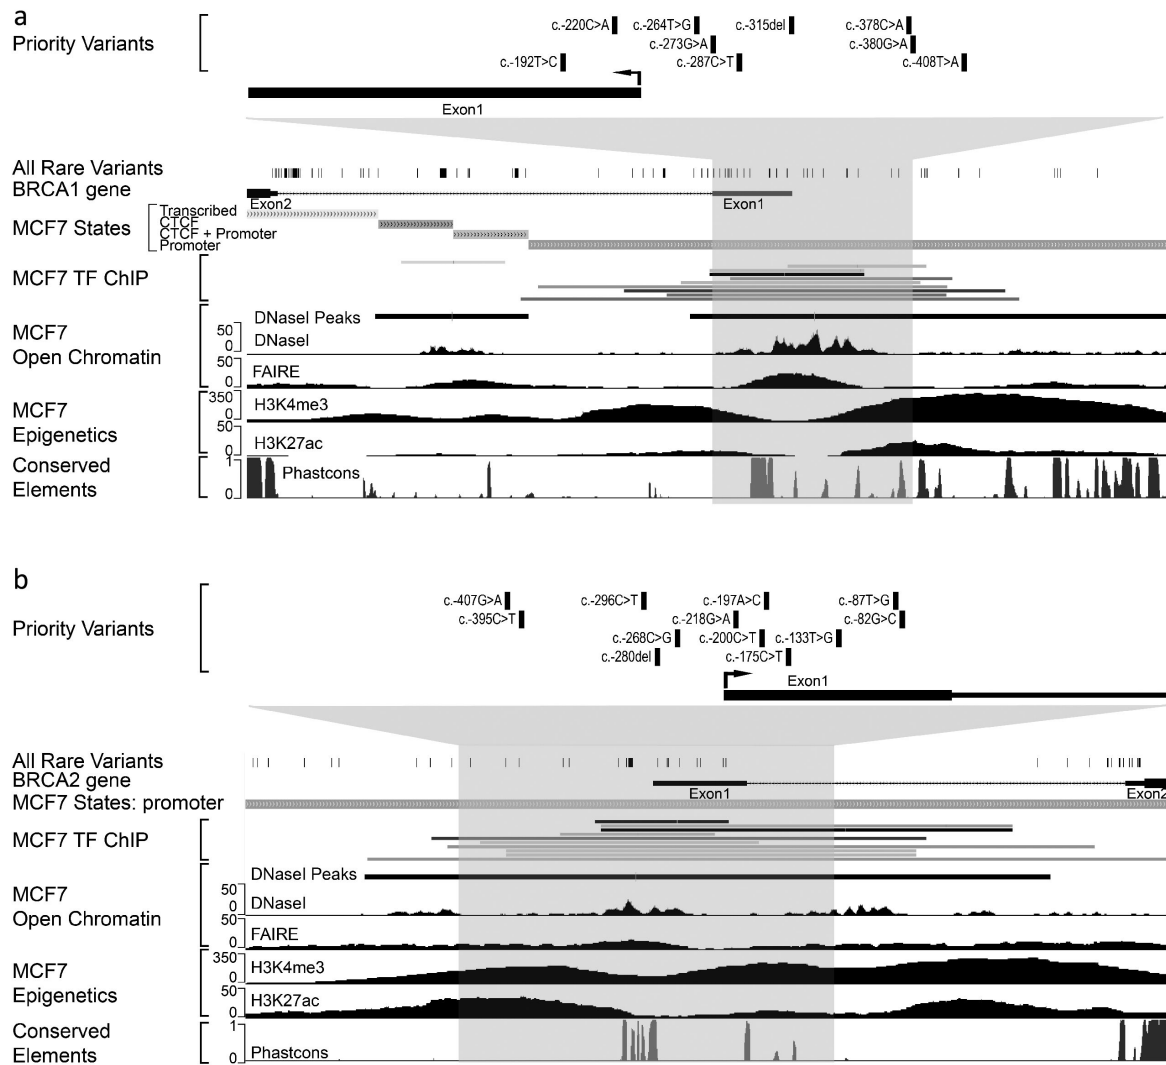 a
Priority Variants
c.-220C>A c.-264T>G c.-315del c.-378C>A
c.-273G>A c.-380G>A
c.-192T>C c.-287C>T c.-408T>A
Exon1
All Rare Variants
BRCA1 gene
Exon2 Exon1
MCF7 States
Transcribed
CTCF
CTCF + Promoter
Promoter
MCF7 TF ChIP
DNaseI Peaks
MCF7
Open Chromatin
50
0
DNaseI
50
0
FAIRE
MCF7
Epigenetics
350
0
H3K4me3
50
0
H3K27ac
Conserved
Elements
1
0
Phastcons
b
Priority Variants
c.-407G>A c.-296C>T c.-197A>C c.-87T>G
c.-395C>T c.-218G>A c.-82G>C
c.-268C>G c.-200C>T c.-133T>G
c.-280del c.-175C>T
Exon1
All Rare Variants
BRCA2 gene
Exon1 Exon2
MCF7 States: promoter
MCF7 TF ChIP
DNaseI Peaks
MCF7
Open Chromatin
50
0
DNaseI
50
0
FAIRE
MCF7
Epigenetics
350
0
H3K4me3
50
0
H3K27ac
Conserved
Elements
1
0
Phastcons